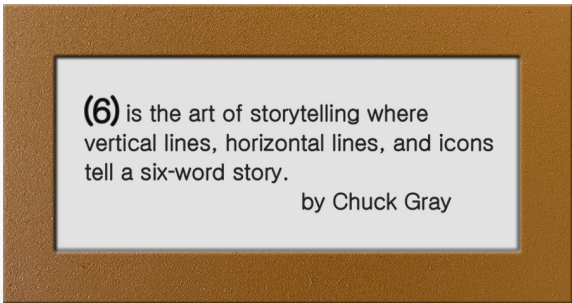 (6) is the art of storytelling where
vertical lines, horizontal lines, and icons
tell a six-word story.
by Chuck Gray